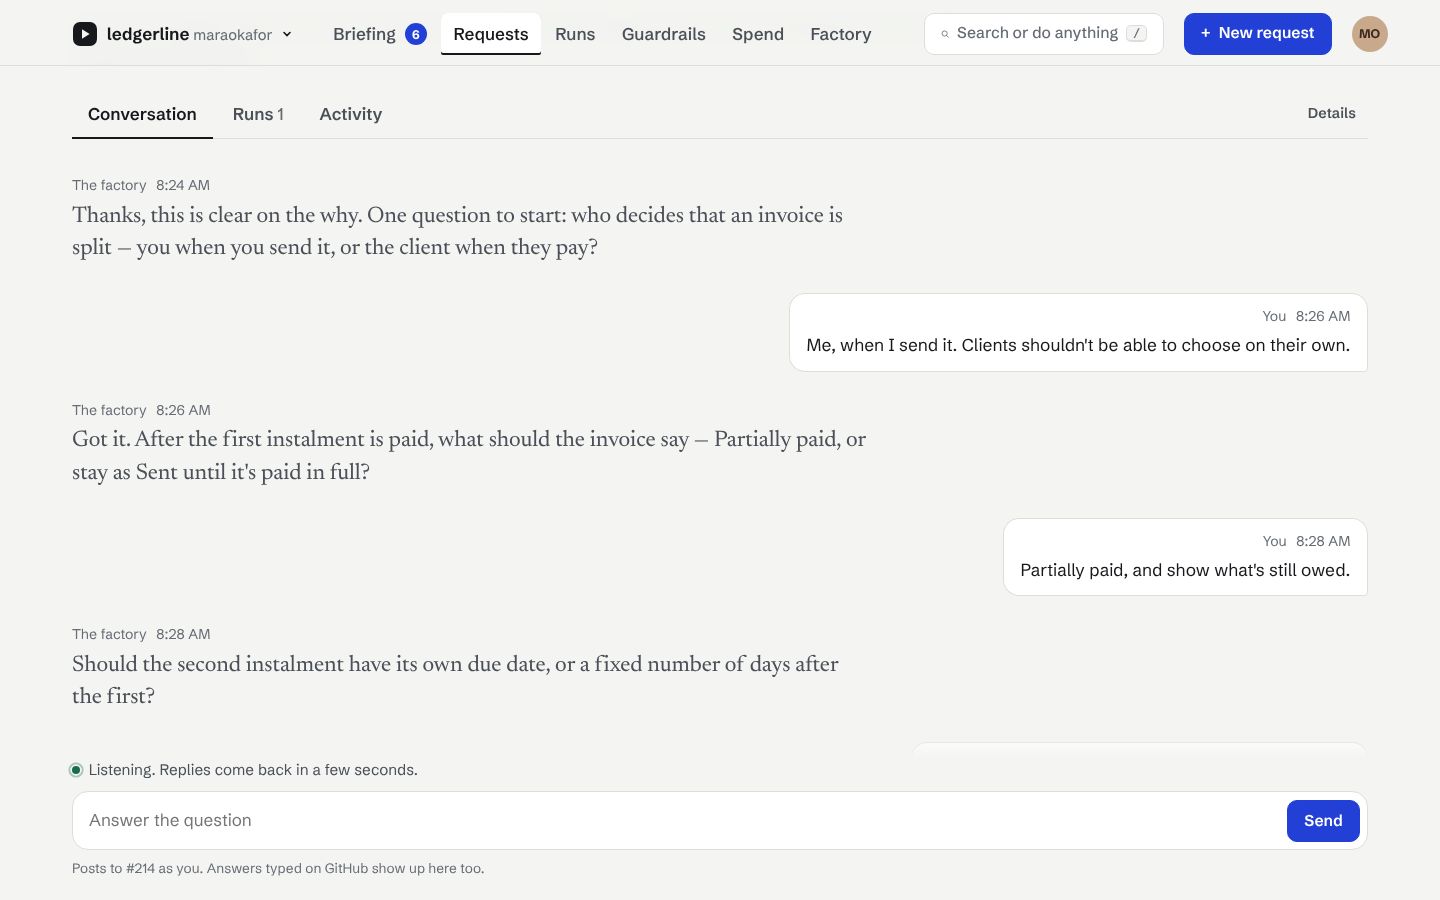 ledgerline maraokafor
Briefing 6
Requests
Runs
Guardrails
Spend
Factory
Search or do anything /
+ New request
MO
Conversation
Runs 1
Activity
Details
The factory 8:24 AM
Thanks, this is clear on the why. One question to start: who decides that an invoice is
split — you when you send it, or the client when they pay?
You 8:26 AM
Me, when I send it. Clients shouldn't be able to choose on their own.
The factory 8:26 AM
Got it. After the first instalment is paid, what should the invoice say — Partially paid, or
stay as Sent until it's paid in full?
You 8:28 AM
Partially paid, and show what's still owed.
The factory 8:28 AM
Should the second instalment have its own due date, or a fixed number of days after
the first?
Listening. Replies come back in a few seconds.
Answer the question
Send
Posts to #214 as you. Answers typed on GitHub show up here too.